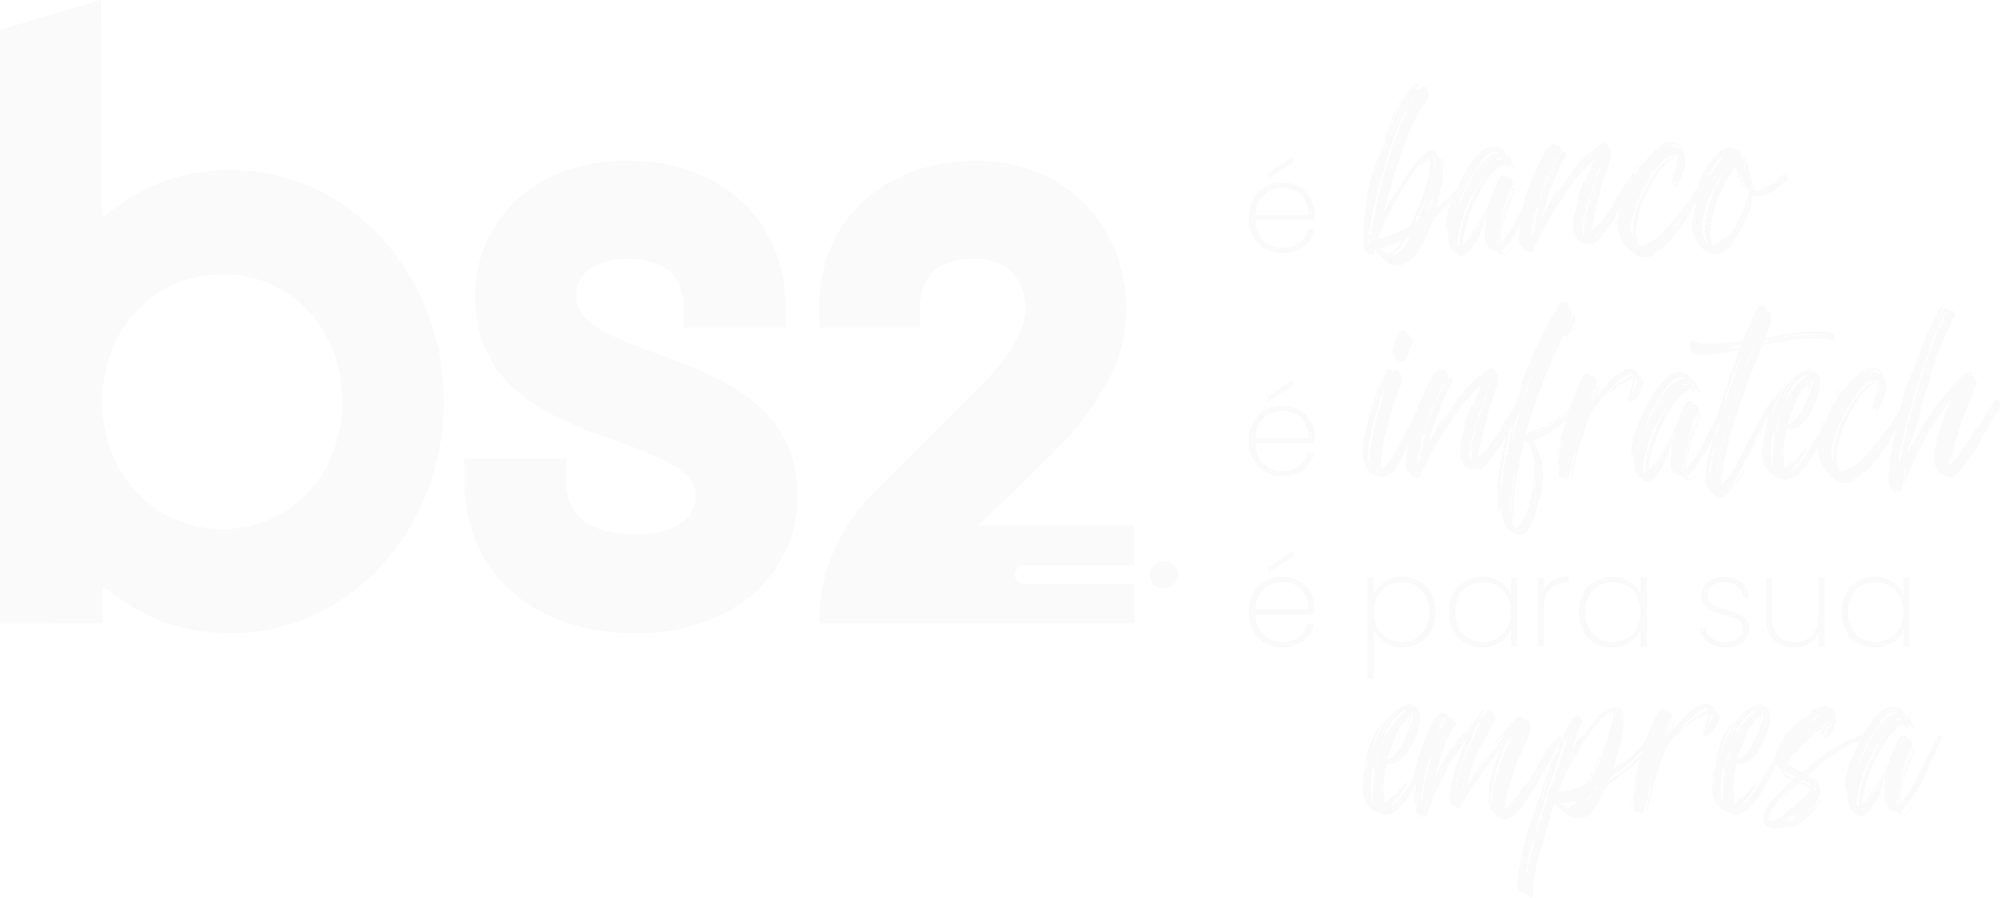 bs2.
é banco
é infratech
é para sua
empresa